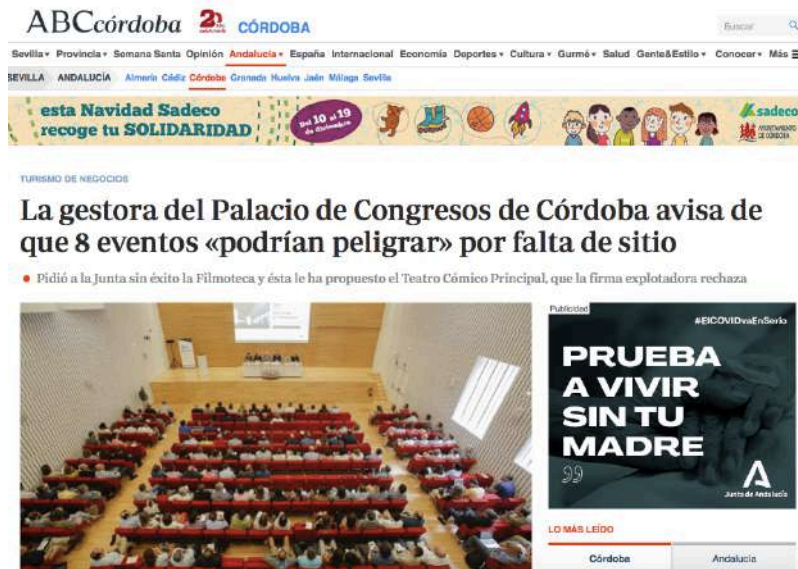 ABCcórdoba
CÓRDOBA
Buscar
Sevilla Provincia Semana Santa Opinión Andalucía España Internacional Economía Deportes Cultura Gurmé Salud Gente&Estilo Conocer Más
SEVILLA ANDALUCÍA Almería Cádiz Córdoba Granada Huelva Jaén Málaga Sevilla
esta Navidad Sadeco
recoge tu SOLIDARIDAD
Del 10 al 19
de diciembre
sadeco
AYUNTAMIENTO
DE CÓRDOBA
TURISMO DE NEGOCIOS
La gestora del Palacio de Congresos de Córdoba avisa de
que 8 eventos «podrían peligrar» por falta de sitio
Pidió a la Junta sin éxito la Filmoteca y ésta le ha propuesto el Teatro Cómico Principal, que la firma explotadora rechaza
Publicidad
#ElCOVIDvaEnSerio
PRUEBA
A VIVIR
SIN TU
MADRE
Junta de Andalucía
LO MÁS LEÍDO
Córdoba Andalucía